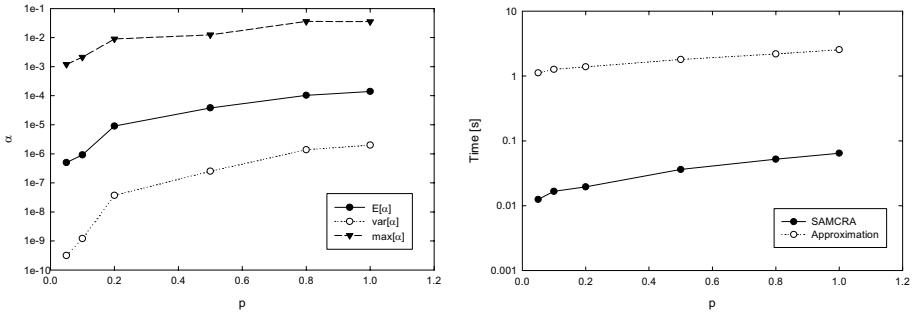 1e-1
1e-2
1e-3
1e-4
1e-5
1e-6
1e-7
1e-8
1e-9
1e-10
α
0.0 0.2 0.4 0.6 0.8 1.0 1.2
p
E[α]
var[α]
max[α]
10
1
0.1
0.01
0.001
Time [s]
0.0 0.2 0.4 0.6 0.8 1.0 1.2
p
SAMCRA
Approximation